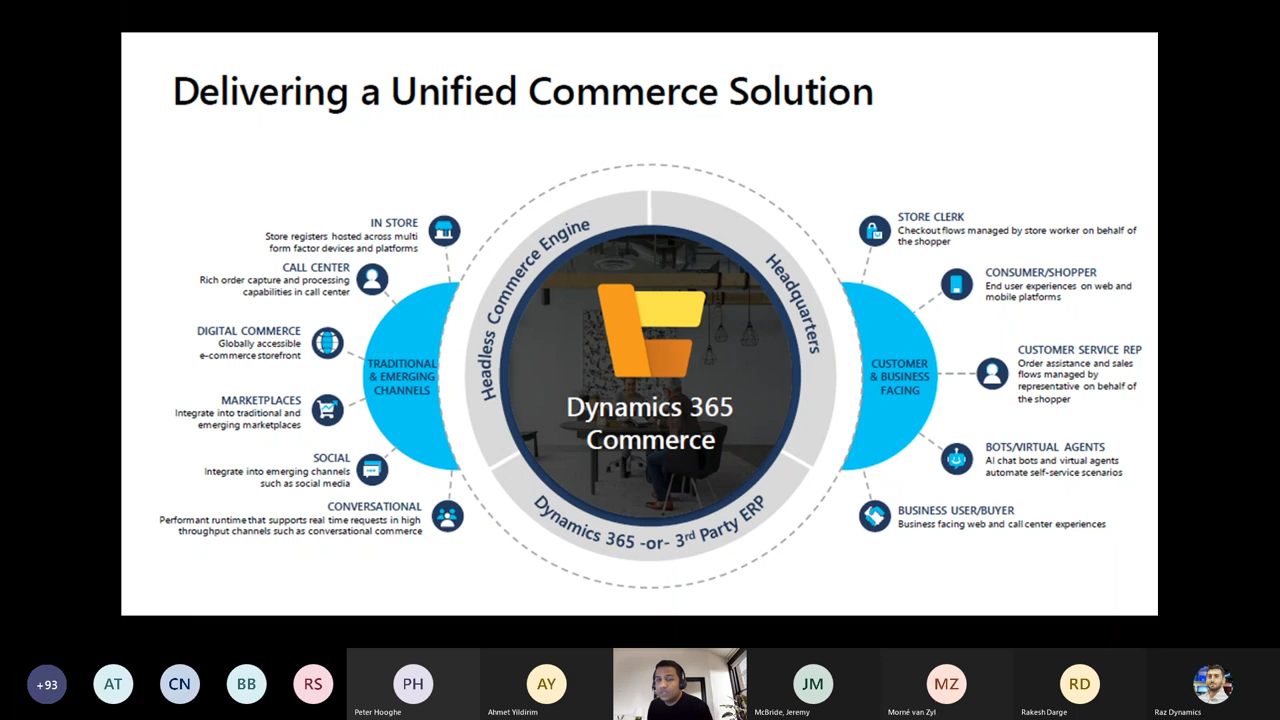 Delivering a Unified Commerce Solution
IN STORE
Store registers hosted across multi
form factor devices and platforms
CALL CENTER
Rich order capture and processing
capabilities in call center
DIGITAL COMMERCE
Globally accessible
e-commerce storefront
MARKETPLACES
Integrate into traditional and
emerging marketplaces
SOCIAL
Integrate into emerging channels
such as social media
CONVERSATIONAL
Performant runtime that supports real time requests in high
throughput channels such as conversational commerce
TRADITIONAL
& EMERGING
CHANNELS
Headless Commerce Engine
Headquarters
Dynamics 365 -or- 3rd Party ERP
Dynamics 365
Commerce
CUSTOMER
& BUSINESS
FACING
STORE CLERK
Checkout flows managed by store worker on behalf of
the shopper
CONSUMER/SHOPPER
End user experiences on web and
mobile platforms
CUSTOMER SERVICE REP
Order assistance and sales
flows managed by
representative on behalf of
the shopper
BOTS/VIRTUAL AGENTS
AI chat bots and virtual agents
automate self-service scenarios
BUSINESS USER/BUYER
Business facing web and call center experiences
+93
AT
CN
BB
RS
PH
Peter Hooghe
AY
Ahmet Yildirim
JM
McBride, Jeremy
MZ
Morné van Zyl
RD
Rakesh Darge
Raz Dynamics